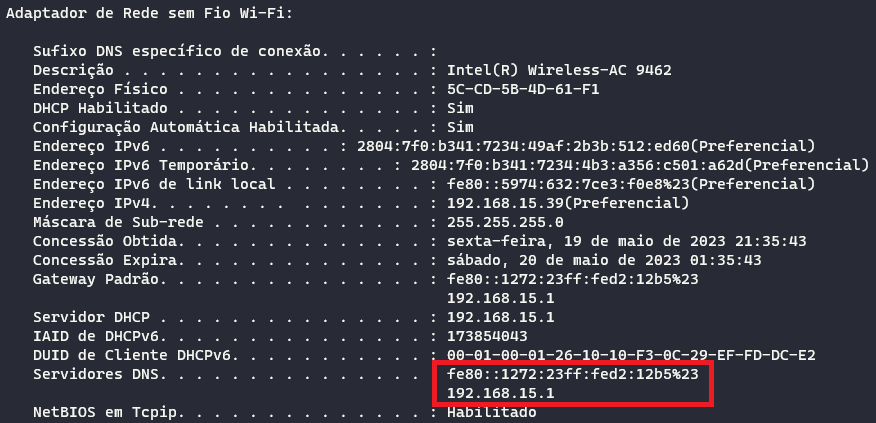 Adaptador de Rede sem Fio Wi-Fi:
Sufixo DNS específico de conexão. . . . . . :
Descrição . . . . . . . . . . . . . . . . . : Intel(R) Wireless-AC 9462
Endereço Físico . . . . . . . . . . . . . . : 5C-CD-5B-4D-61-F1
DHCP Habilitado . . . . . . . . . . . . . . : Sim
Configuração Automática Habilitada. . . . . : Sim
Endereço IPv6 . . . . . . . . . . : 2804:7f0:b341:7234:49af:2b3b:512:ed60(Preferencial)
Endereço IPv6 Temporário. . . . . . . . : 2804:7f0:b341:7234:4b3:a356:c501:a62d(Preferencial)
Endereço IPv6 de link local . . . . . . . . : fe80::5974:632:7ce3:f0e8%23(Preferencial)
Endereço IPv4. . . . . . . .  . . . . . . . : 192.168.15.39(Preferencial)
Máscara de Sub-rede . . . . . . . . . . . . : 255.255.255.0
Concessão Obtida. . . . . . . . . . . . . . : sexta-feira, 19 de maio de 2023 21:35:43
Concessão Expira. . . . . . . . . . . . . . : sábado, 20 de maio de 2023 01:35:43
Gateway Padrão. . . . . . . . . . . . . . . : fe80::1272:23ff:fed2:12b5%23
192.168.15.1
Servidor DHCP . . . . . . . . . . . . . . . : 192.168.15.1
IAID de DHCPv6. . . . . . . . . . . . . . . : 173854043
DUID de Cliente DHCPv6. . . . . . . . . . . : 00-01-00-01-26-10-10-F3-0C-29-EF-FD-DC-E2
Servidores DNS. . . . . . . . . . . . . . . fe80::1272:23ff:fed2:12b5%23
192.168.15.1
NetBIOS em Tcpip. . . . . . . . . . . . . . : Habilitado